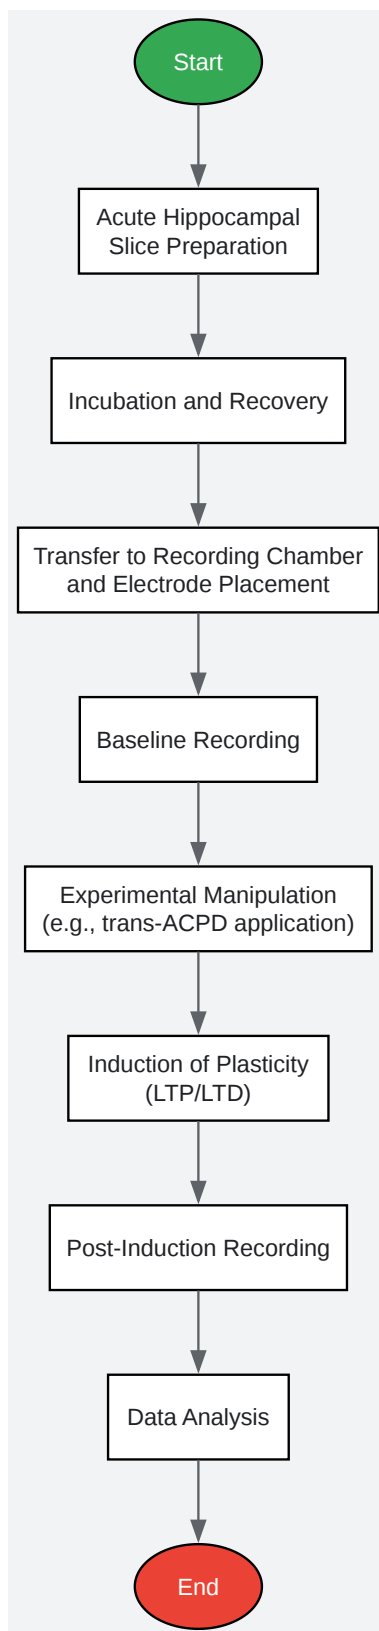 Start
Acute Hippocampal
Slice Preparation
Incubation and Recovery
Transfer to Recording Chamber
and Electrode Placement
Baseline Recording
Experimental Manipulation
(e.g., trans-ACPD application)
Induction of Plasticity
(LTP/LTD)
Post-Induction Recording
Data Analysis
End